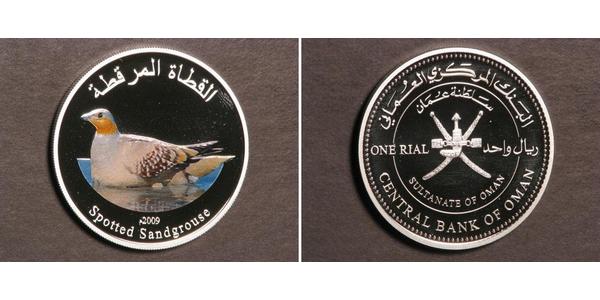 القطاة المرقطة
2009م
Spotted Sandgrouse
البنك المركزي العماني
سلطنة عمان
ONE RIAL ريال واحد
SULTANATE OF OMAN
CENTRAL BANK OF OMAN